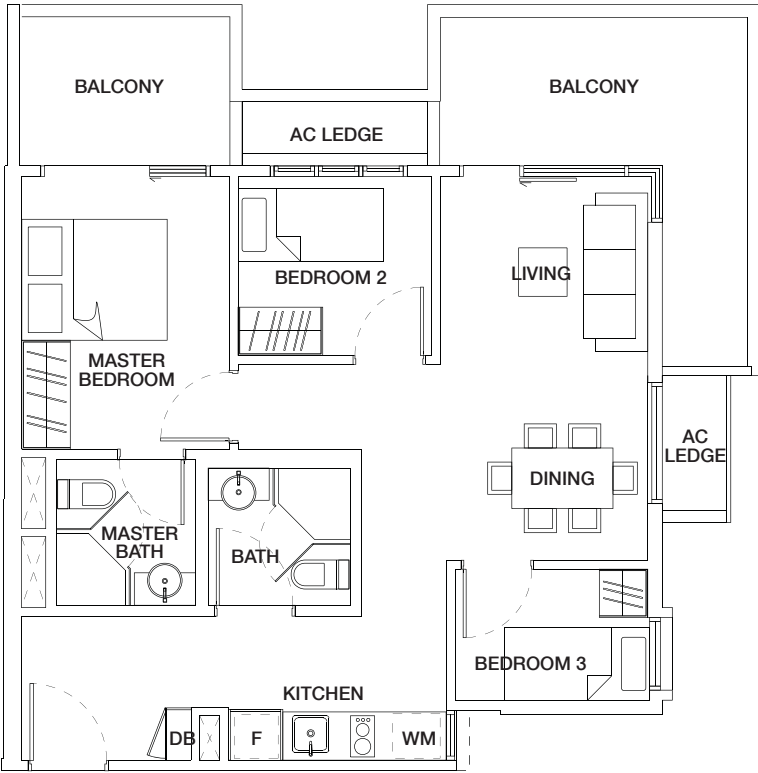 BALCONY
BALCONY
AC LEDGE
LIVING
BEDROOM 2
MASTER
BEDROOM
AC
LEDGE
DINING
MASTER
BATH
BATH
BEDROOM 3
KITCHEN
DB
F
WM